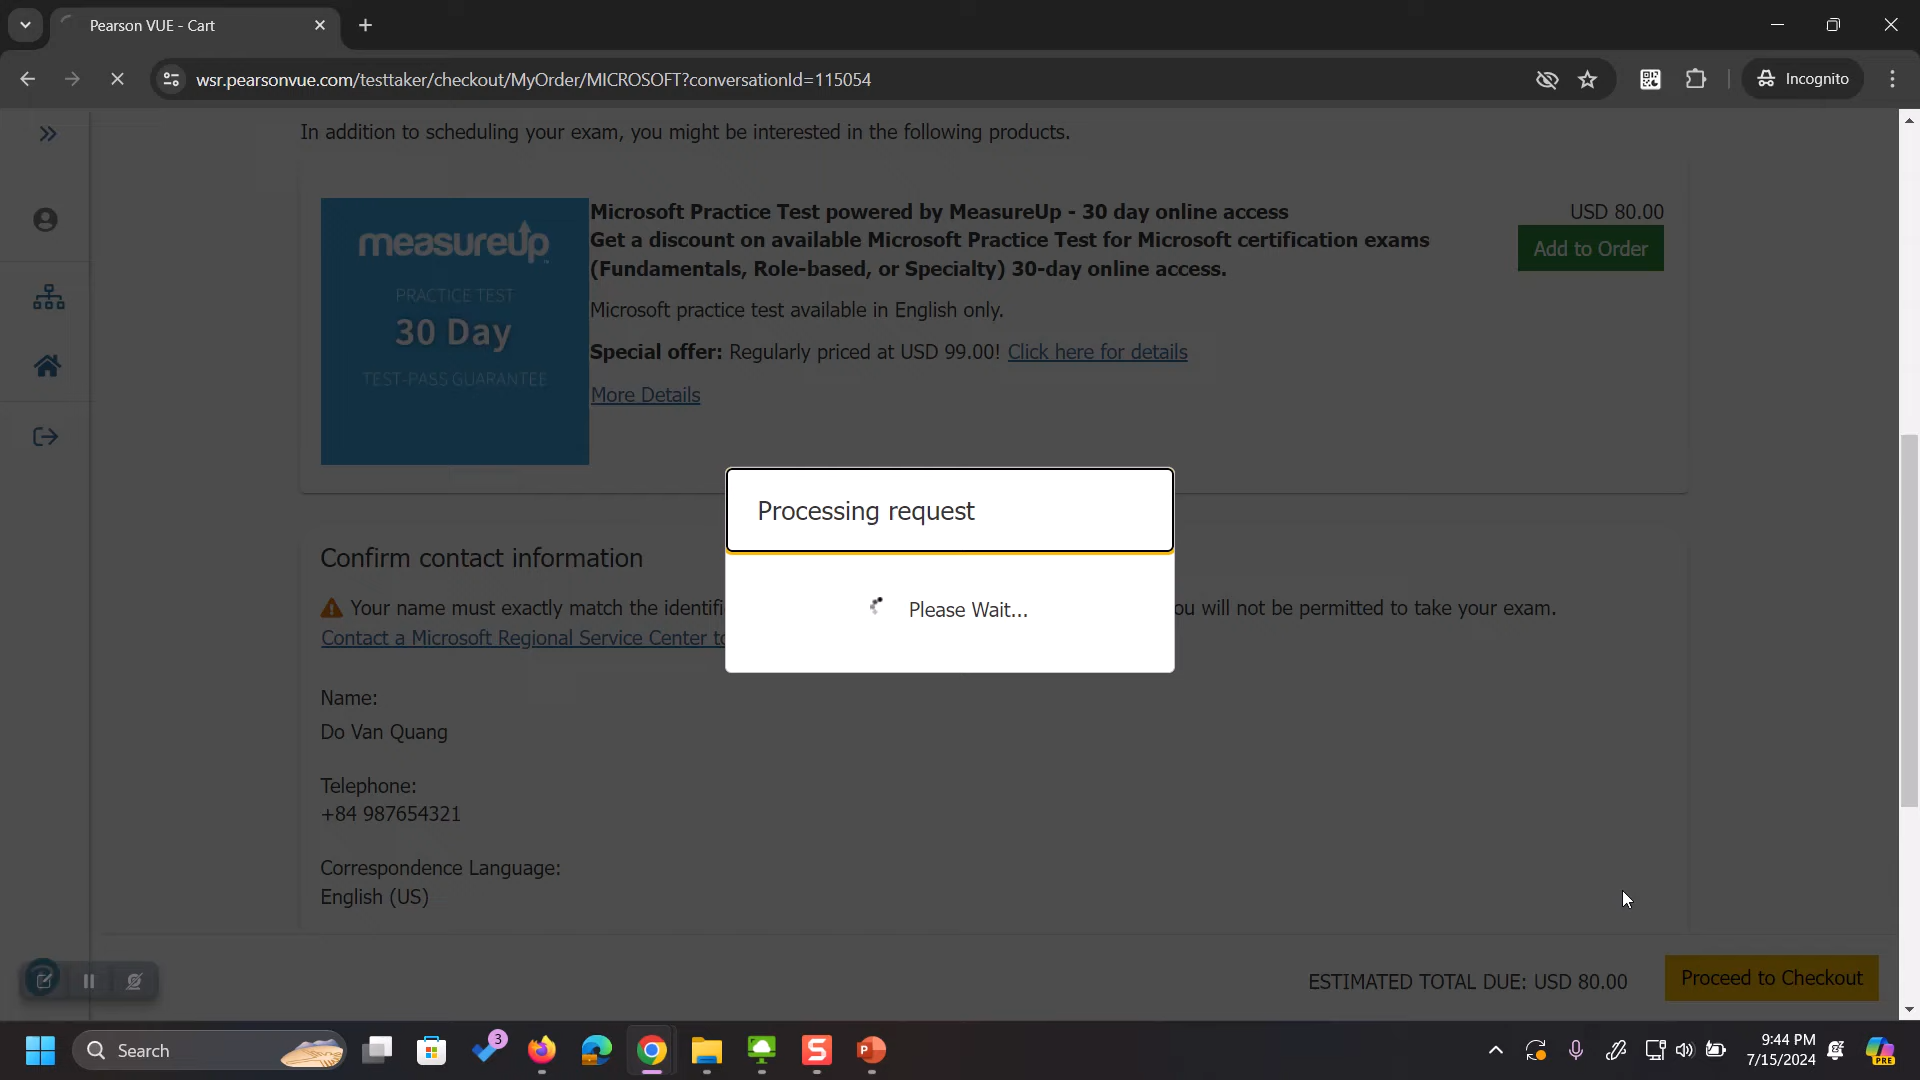 Pearson VUE - Cart
wsr.pearsonvue.com/testtaker/checkout/MyOrder/MICROSOFT?conversationId=115054
Incognito
In addition to scheduling your exam, you might be interested in the following products.
measureup
PRACTICE TEST
30 Day
TEST-PASS GUARANTEE
Microsoft Practice Test powered by MeasureUp - 30 day online access
Get a discount on available Microsoft Practice Test for Microsoft certification exams
(Fundamentals, Role-based, or Specialty) 30-day online access.
Microsoft practice test available in English only.
Special offer: Regularly priced at USD 99.00! Click here for details
More Details
USD 80.00
Add to Order
Processing request
Please Wait...
Confirm contact information
Your name must exactly match the ou will not be permitted to take your exam.
Contact a Microsoft Regional Service Center
Name:
Do Van Quang
Telephone:
+84 987654321
Correspondence Language:
English (US)
ESTIMATED TOTAL DUE: USD 80.00
Proceed to Checkout
Search
3
9:44 PM
7/15/2024
PRE